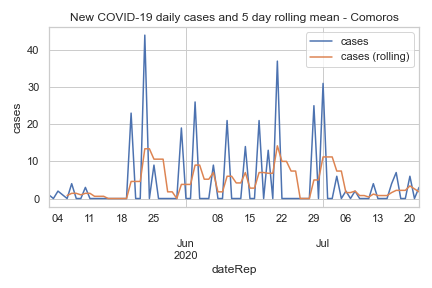 New COVID-19 daily cases and 5 day rolling mean - Comoros
cases
cases (rolling)
cases
40
30
20
10
0
04 11 18 25 08 15 22 29 06 13 20
Jun Jul
2020
dateRep